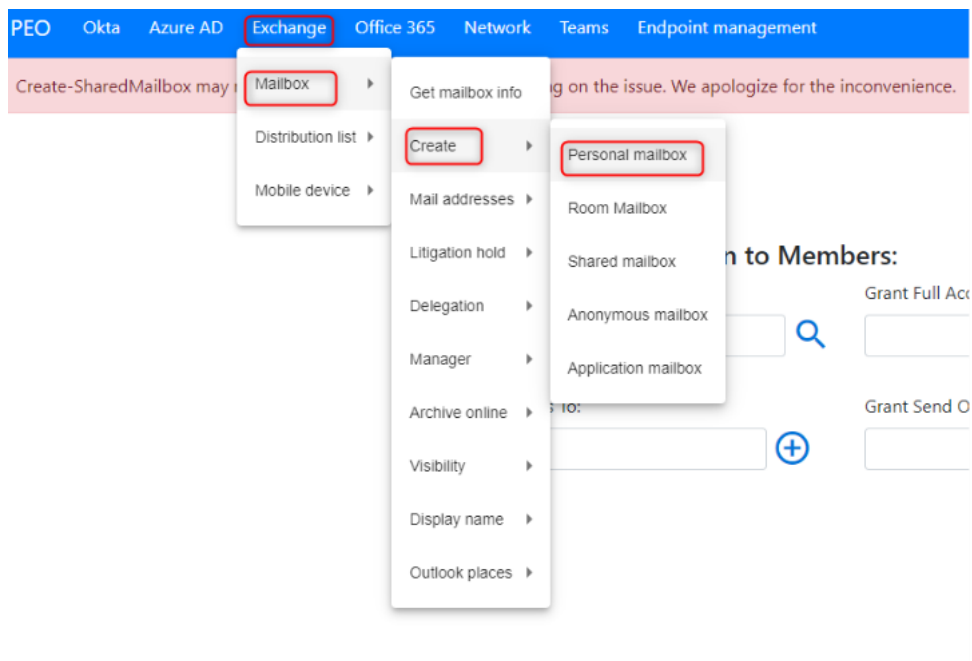 PEO Okta Azure AD Exchange Office 365 Network Teams Endpoint management
Create-SharedMailbox may on the issue. We apologize for the inconvenience.
Mailbox
Distribution list
Mobile device
Get mailbox info
Create
Mail addresses
Litigation hold
Delegation
Manager
Archive online
Visibility
Display name
Outlook places
Personal mailbox
Room Mailbox
Shared mailbox
Anonymous mailbox
Application mailbox
to Members:
Grant Full
To:
Grant Send